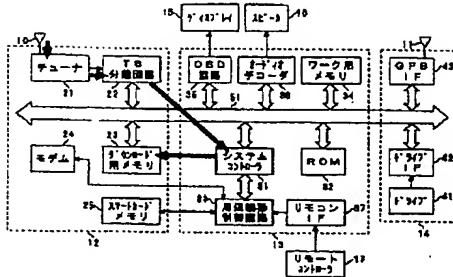 15
ディスプレイ
スピーカ
16
10
チューナ
21
TS
分離回路
22
OSD
回路
35
オーディオ
デコーダ
36
ワーク用
メモリ
34
11
GPS
IF
43
51
24
モデム
23
ダウンロード
用メモリ
システム
コントローラ
31
ROM
32
ドライブ
IF
42
25
スマートカード
メモリ
制御回路
リモコン
IF
37
ドライブ
41
12
13
リモート
コントローラ
17
14